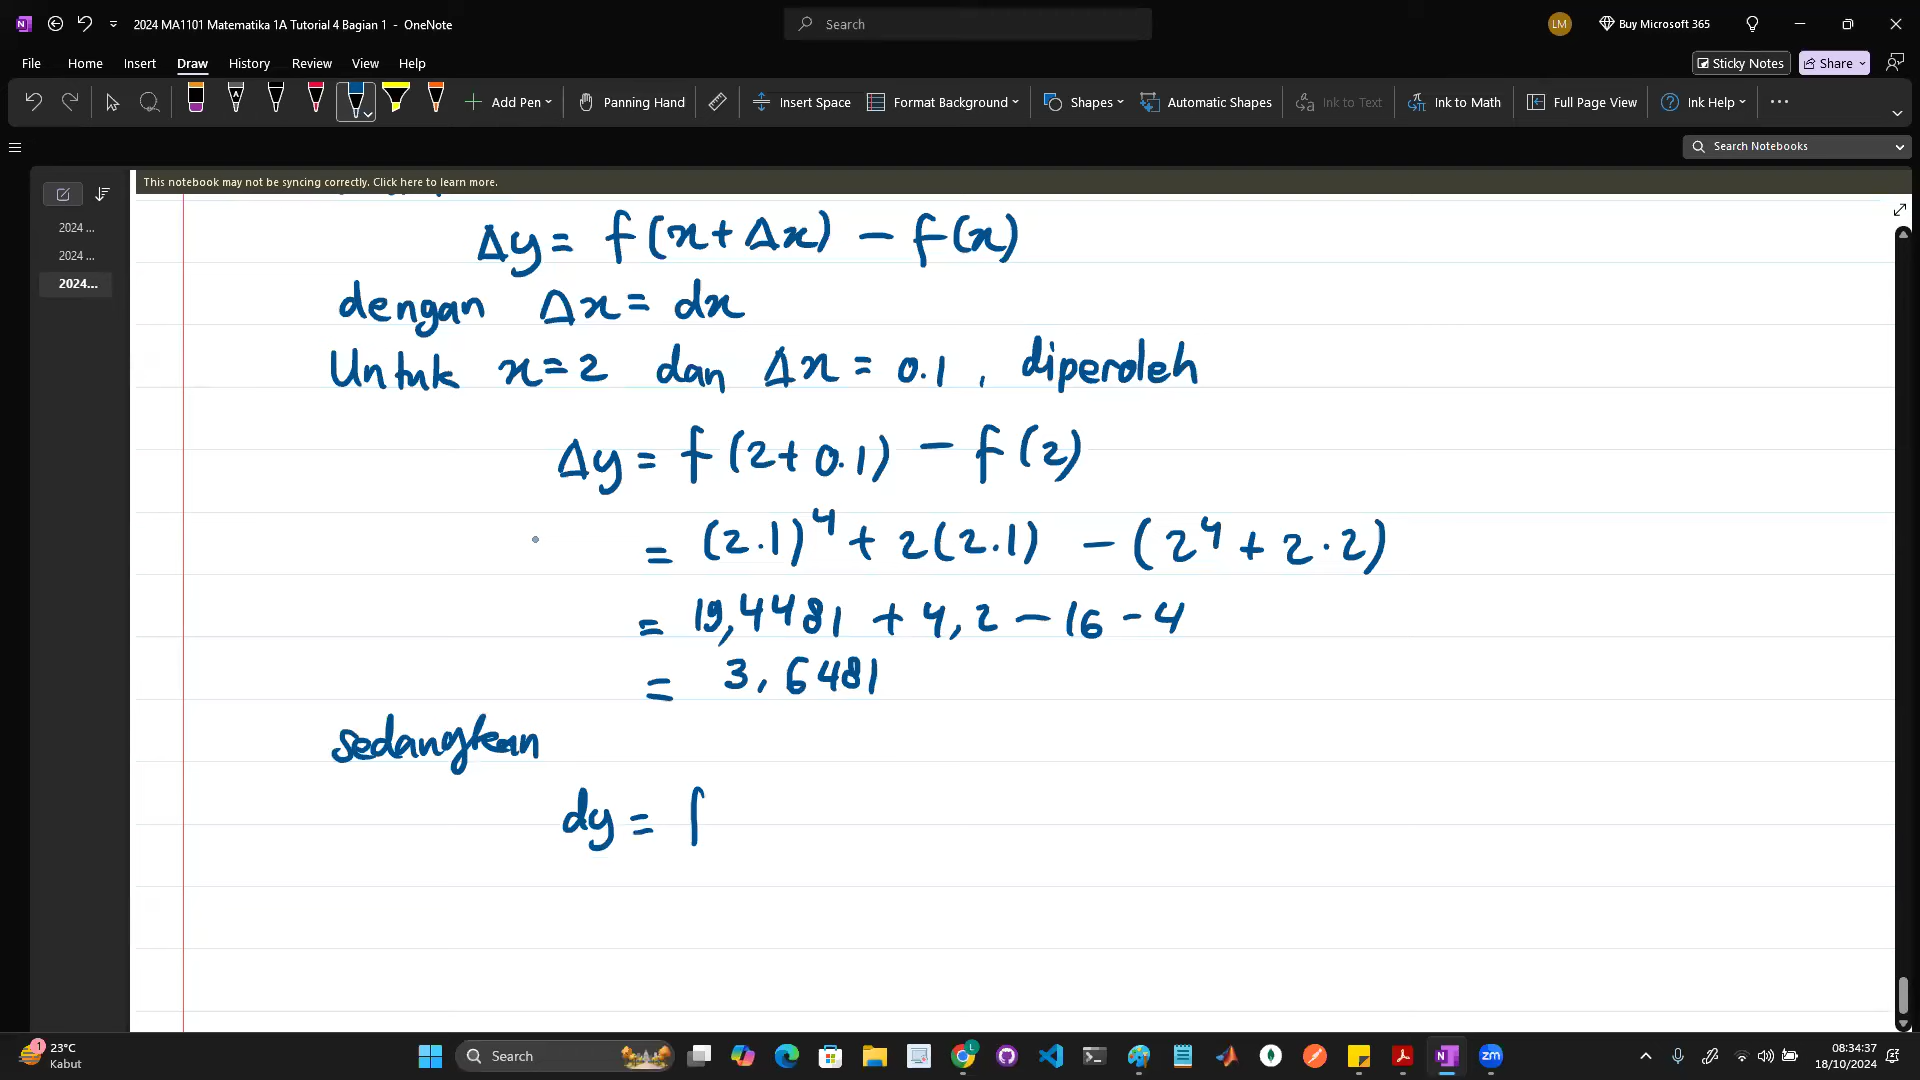 2024 MA1101 Matematika 1A Tutorial 4 Bagian 1 - OneNote
Search
LM
Buy Microsoft 365
File Home Insert Draw History Review View Help
Sticky Notes
Share
Add Pen
Panning Hand
Insert Space
Format Background
Shapes
Automatic Shapes
Ink to Text
Ink to Math
Full Page View
Ink Help
Search Notebooks
This notebook may not be syncing correctly. Click here to learn more.
2024 ...
2024 ...
2024...
Δy = f(x+Δx) - f(x)
dengan Δx = dx
Untuk x=2 dan Δx = 0.1, diperoleh
Δy = f(2+0.1) - f(2)
= (2.1)⁴ + 2(2.1) - (2⁴ + 2·2)
= 19,4481 + 4,2 - 16 - 4
= 3,6481
sedangkan
dy =
1
23°C
Kabut
Search
L
zm
08:34:37
18/10/2024